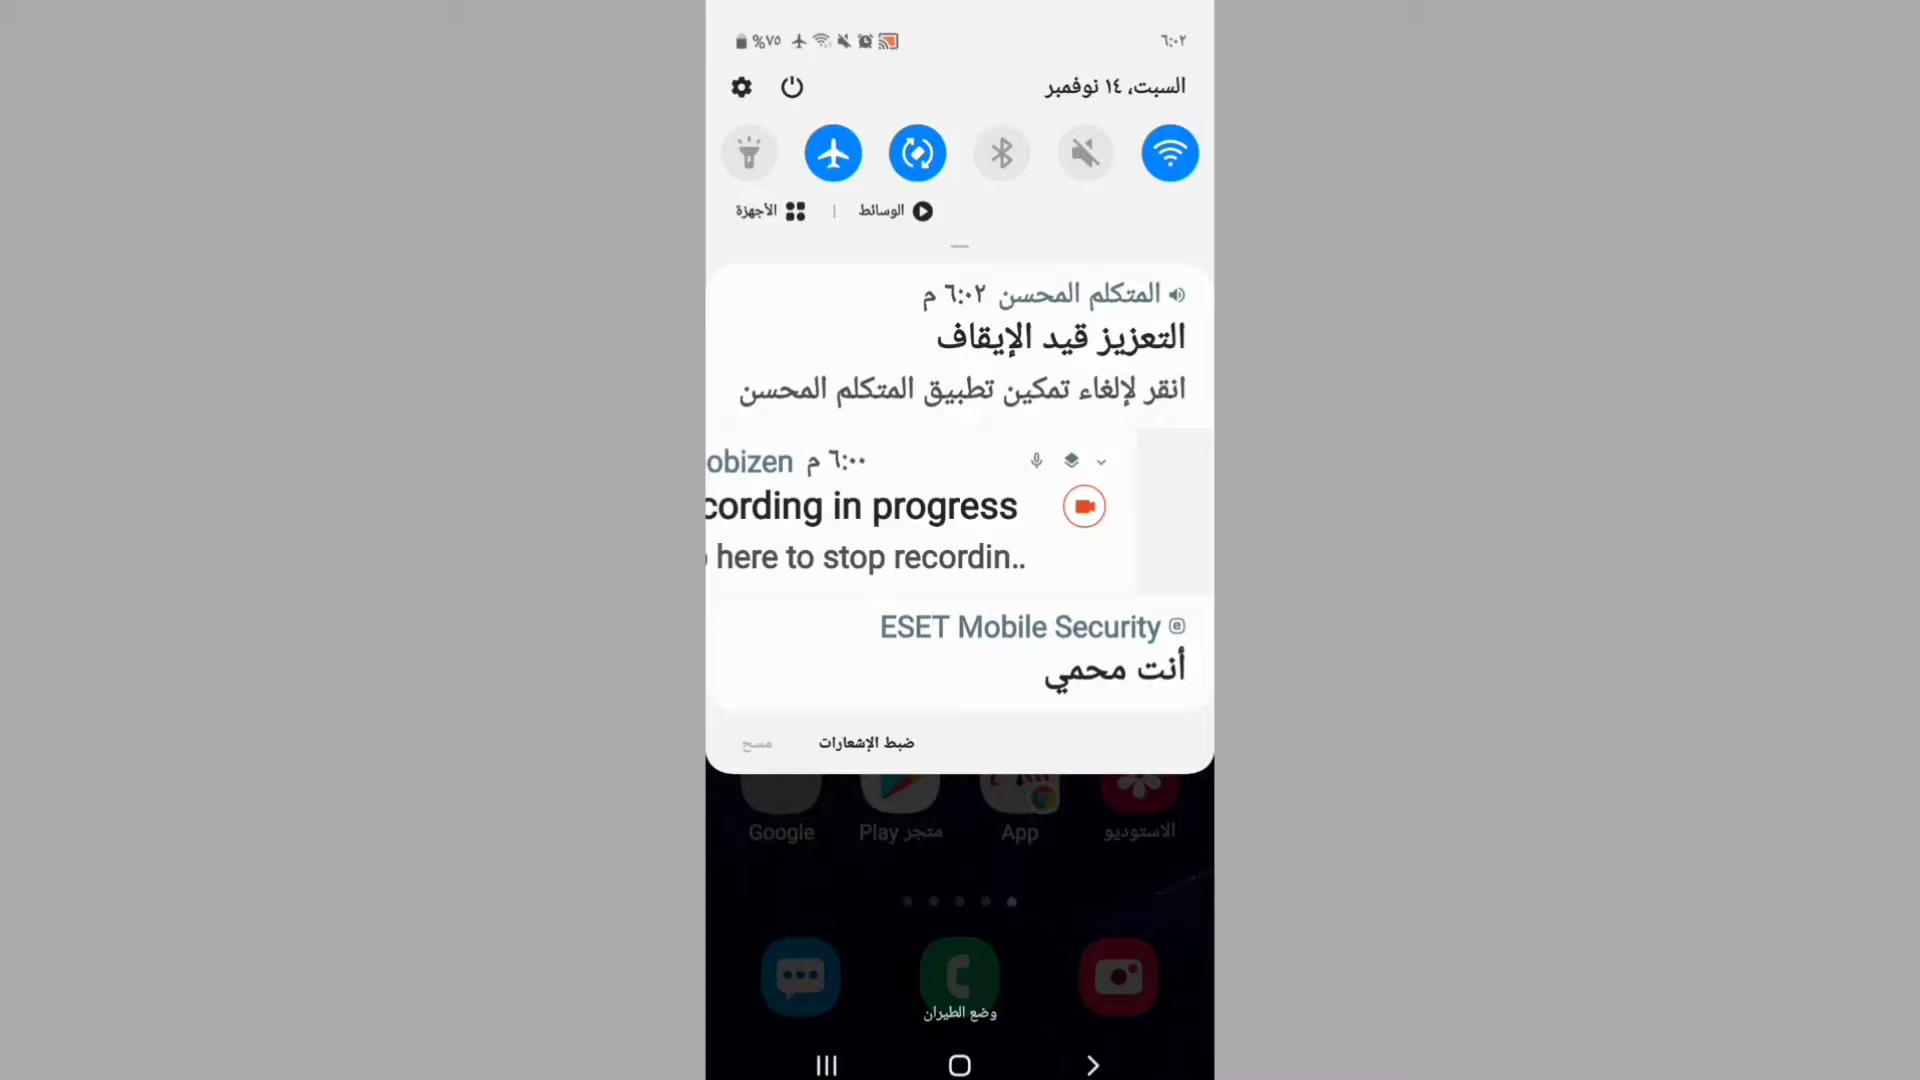 ٦:٠٢
%٧٥
السبت، ١٤ نوفمبر
الوسائط | الأجهزة
المتكلم المحسن ٦:٠٢ م
التعزيز قيد الإيقاف
انقر لإلغاء تمكين تطبيق المتكلم المحسن
obizen ٦:٠٠ م
cording in progress
here to stop recordin..
ESET Mobile Security
أنت محمي
ضبط الإشعارات
مسح
الاستوديو
App
متجر Play
Google
وضع الطيران